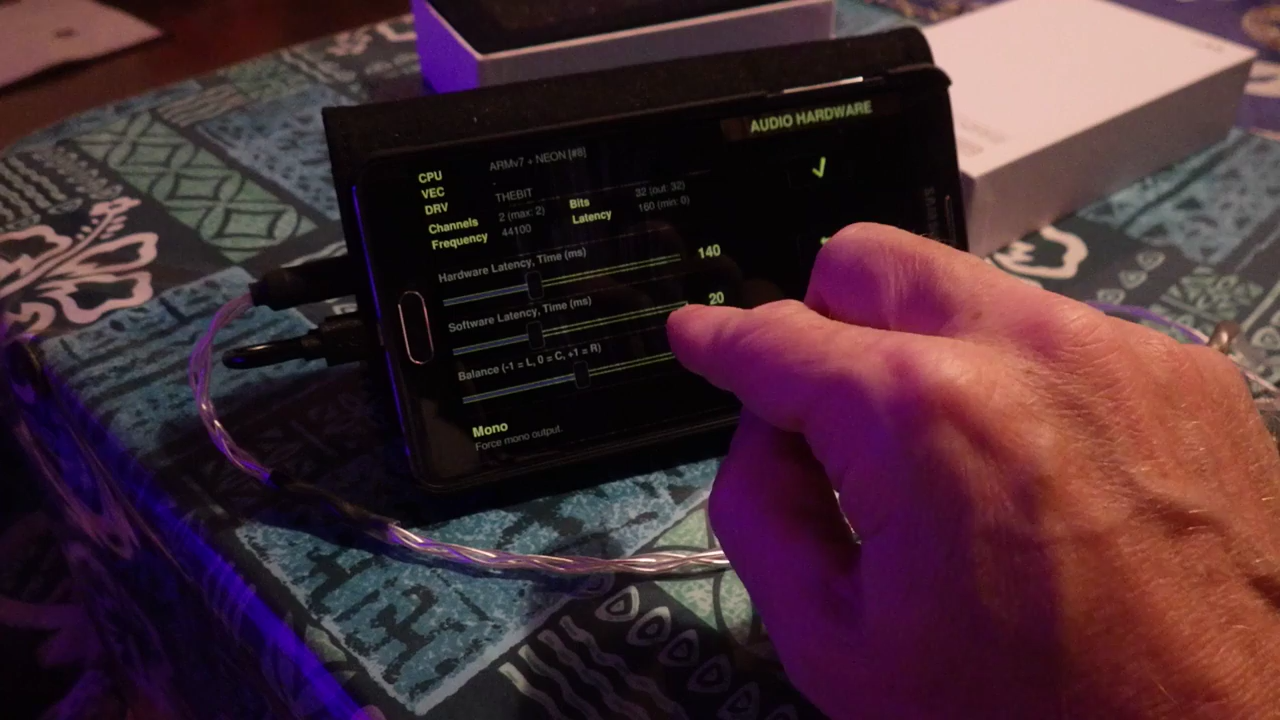 AUDIO HARDWARE
CPU ARMv7 + NEON [#8]
VEC -
DRV THEBIT
Channels 2 (max: 2) Bits 32 (out: 32)
Frequency 44100 Latency 160 (min: 0)
Hardware Latency, Time (ms) 140
Software Latency, Time (ms) 20
Balance (-1 = L, 0 = C, +1 = R)
Mono
Force mono output.